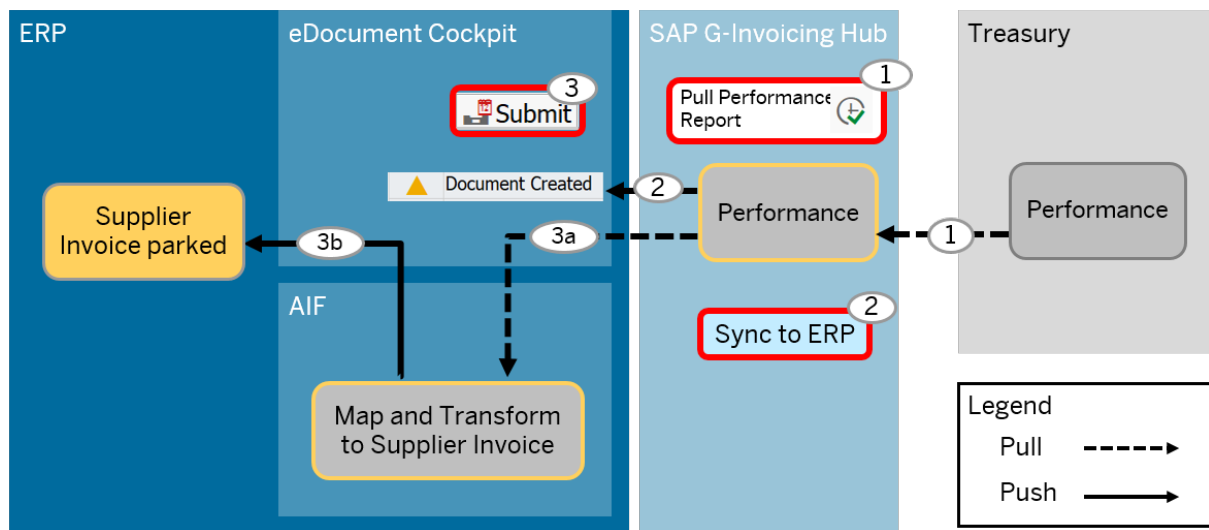 ERP
eDocument Cockpit
SAP G-Invoicing Hub
Treasury
3
Submit
1
Pull Performance
Report
Document Created
2
Performance
1
Performance
Supplier
Invoice parked
3b
3a
AIF
2
Sync to ERP
Map and Transform
to Supplier Invoice
Legend
Pull
Push